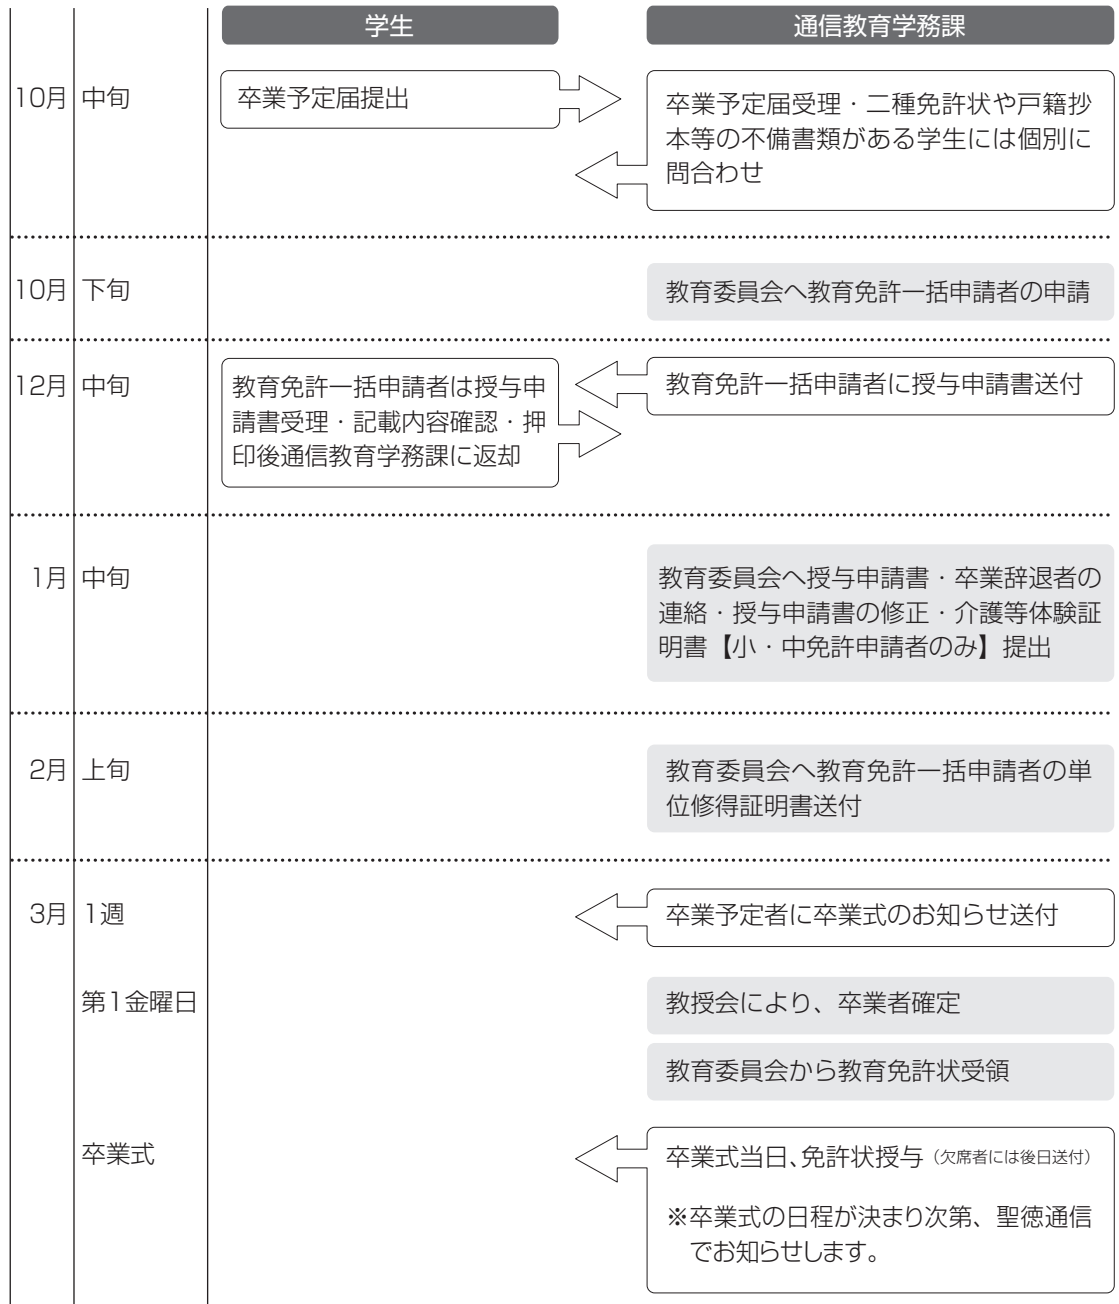 学生
通信教育学務課
10月 中旬
卒業予定届提出
卒業予定届受理・二種免許状や戸籍抄
本等の不備書類がある学生には個別に
問合わせ
10月 下旬
教育委員会へ教育免許一括申請者の申請
12月 中旬
教育免許一括申請者は授与申
請書受理・記載内容確認・押
印後通信教育学務課に返却
教育免許一括申請者に授与申請書送付
1月 中旬
教育委員会へ授与申請書・卒業辞退者の
連絡・授与申請書の修正・介護等体験証
明書【小・中免許申請者のみ】提出
2月 上旬
教育委員会へ教育免許一括申請者の単
位修得証明書送付
3月 1週
卒業予定者に卒業式のお知らせ送付
第1金曜日
教授会により、卒業者確定
教育委員会から教育免許状受領
卒業式
卒業式当日、免許状授与（欠席者には後日送付）
※卒業式の日程が決まり次第、聖徳通信
でお知らせします。